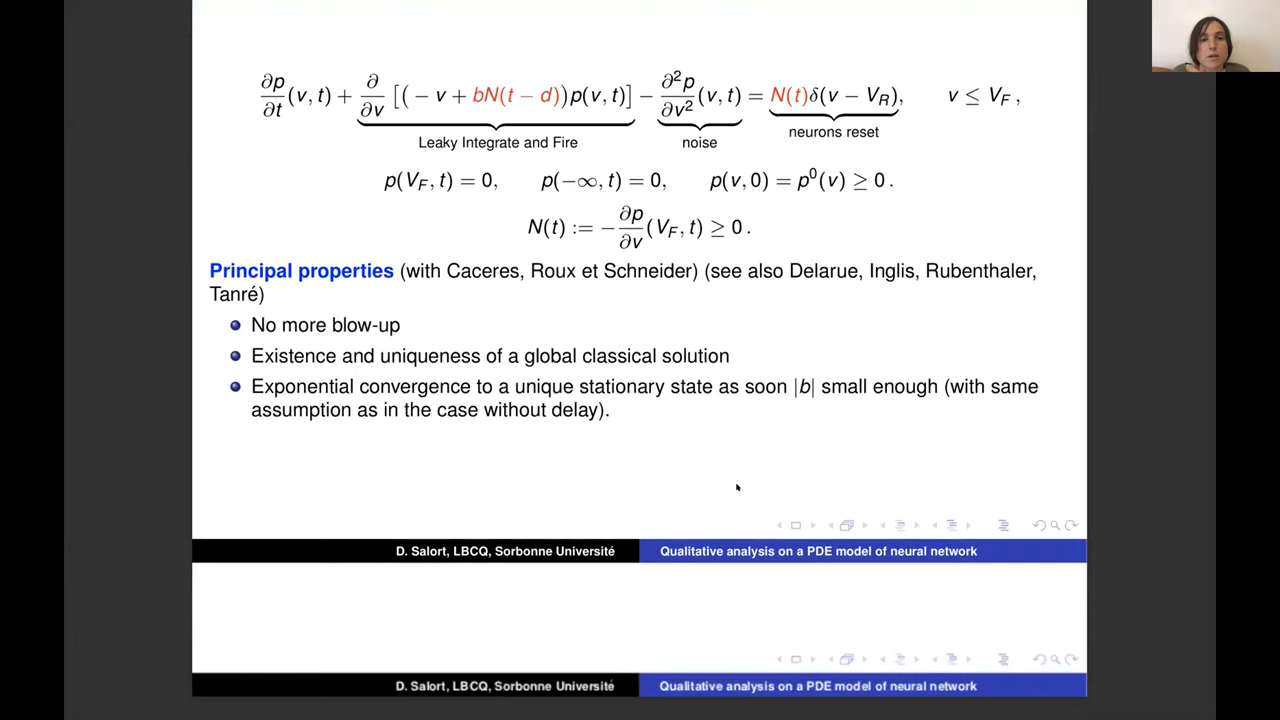 ∂p/∂t (v, t) + ∂/∂v [(− v + bN(t − d))p(v, t)] − ∂²p/∂v² (v, t) = N(t)δ(v − V_R), v ≤ V_F ,
Leaky Integrate and Fire noise neurons reset
p(V_F, t) = 0, p(−∞, t) = 0, p(v, 0) = p⁰(v) ≥ 0 .
N(t) := − ∂p/∂v (V_F, t) ≥ 0 .
Principal properties (with Caceres, Roux et Schneider) (see also Delarue, Inglis, Rubenthaler,
Tanré)
No more blow-up
Existence and uniqueness of a global classical solution
Exponential convergence to a unique stationary state as soon |b| small enough (with same
assumption as in the case without delay).
D. Salort, LBCQ, Sorbonne Université Qualitative analysis on a PDE model of neural network
D. Salort, LBCQ, Sorbonne Université Qualitative analysis on a PDE model of neural network